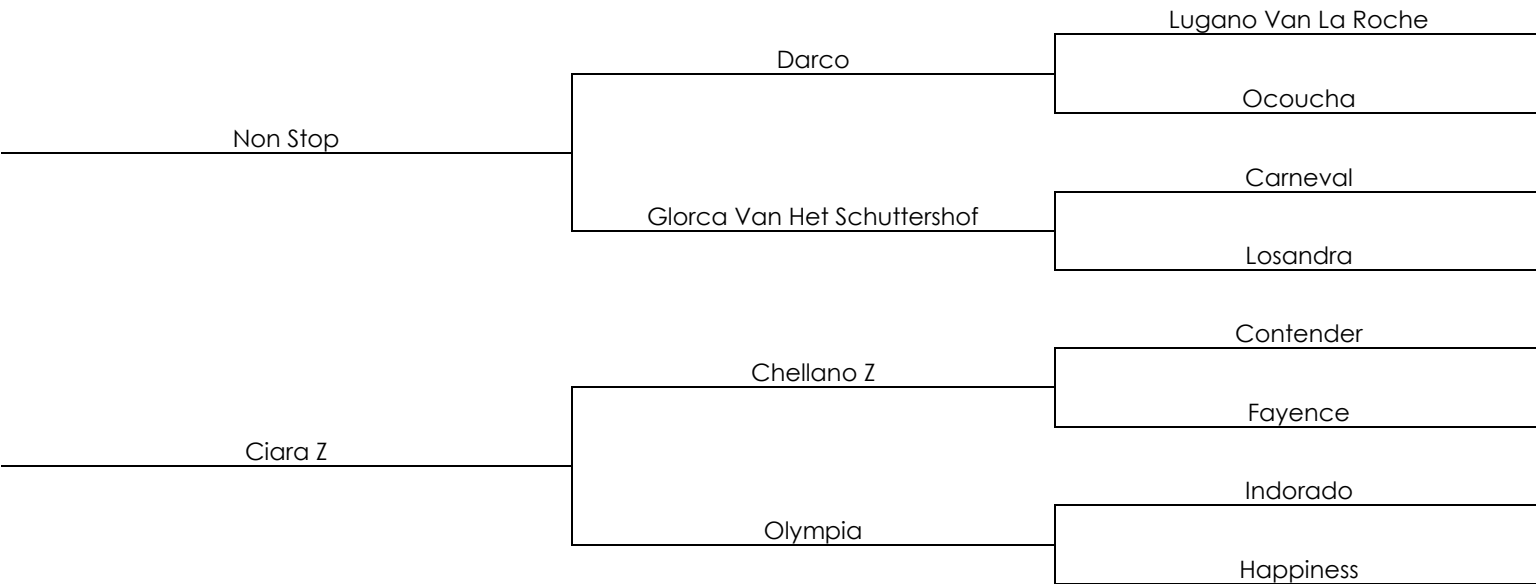 Lugano Van La Roche
Darco
Ocoucha
Non Stop
Carneval
Glorca Van Het Schuttershof
Losandra
Contender
Chellano Z
Fayence
Ciara Z
Indorado
Olympia
Happiness